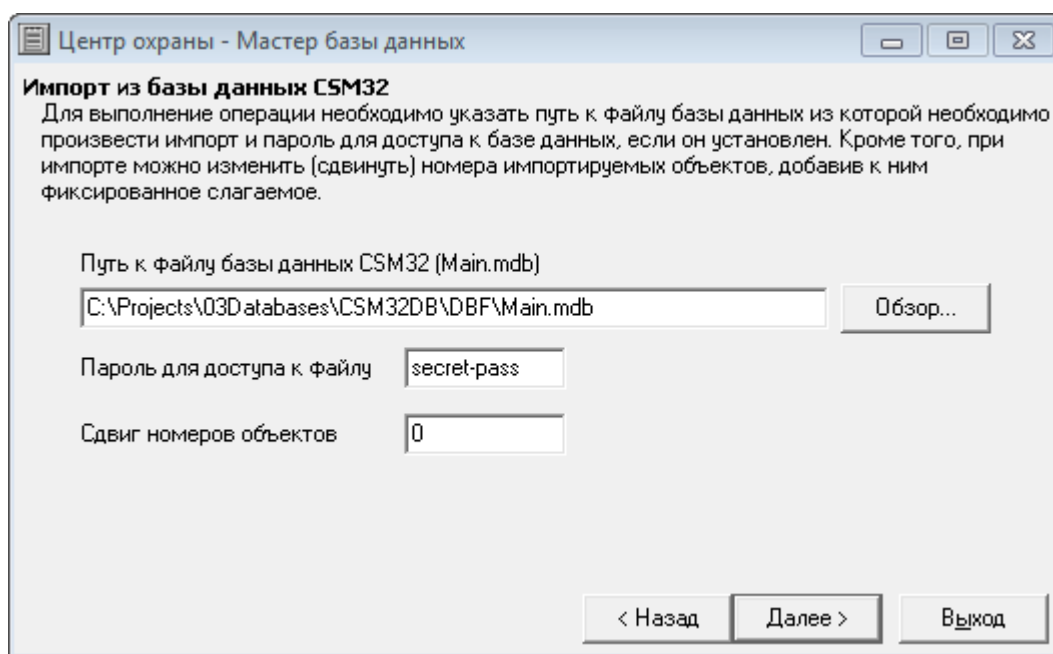 Центр охраны - Мастер базы данных
Импорт из базы данных CSM32
Для выполнение операции необходимо указать путь к файлу базы данных из которой необходимо
произвести импорт и пароль для доступа к базе данных, если он установлен. Кроме того, при
импорте можно изменить (сдвинуть) номера импортируемых объектов, добавив к ним
фиксированное слагаемое.
Путь к файлу базы данных CSM32 (Main.mdb)
C:\Projects\03Databases\CSM32DB\DBF\Main.mdb Обзор...
Пароль для доступа к файлу secret-pass
Сдвиг номеров объектов 0
< Назад Далее > Выход